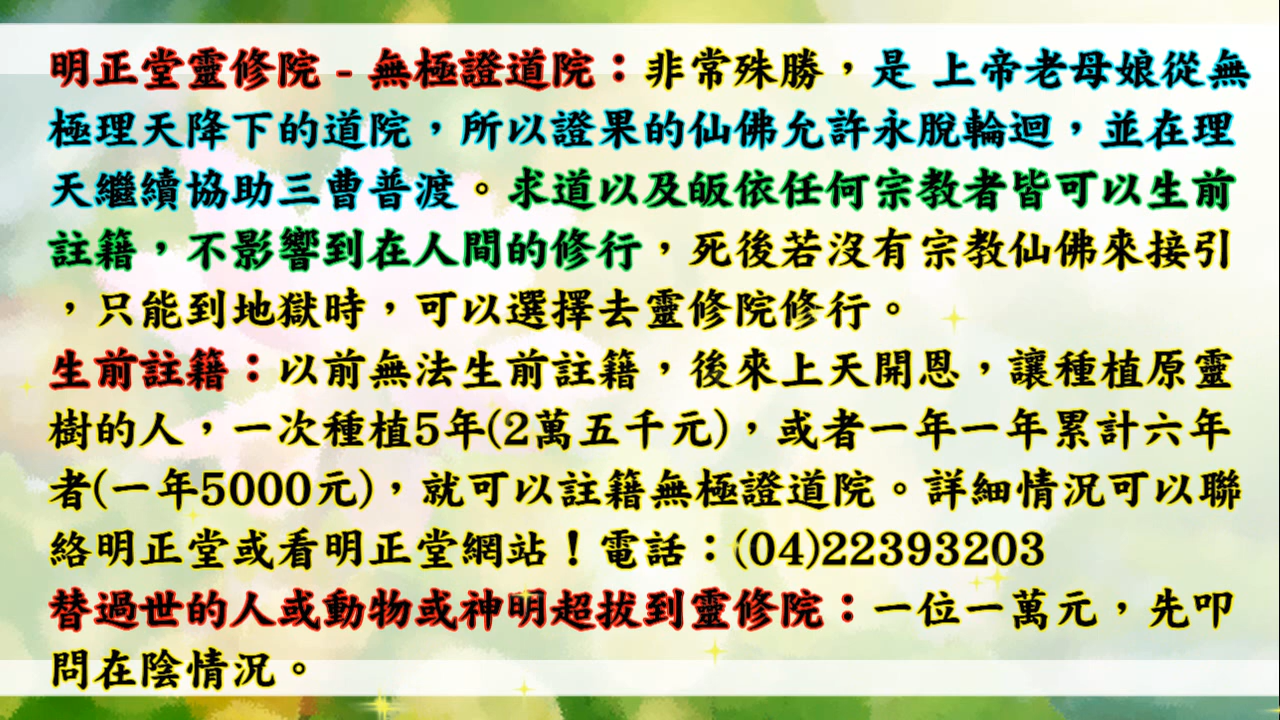 明正堂靈修院 - 無極證道院：非常殊勝，是 上帝老母娘從無
極理天降下的道院，所以證果的仙佛允許永脫輪迴，並在理
天繼續協助三曹普渡。求道以及皈依任何宗教者皆可以生前
註籍，不影響到在人間的修行，死後若沒有宗教仙佛來接引
，只能到地獄時，可以選擇去靈修院修行。
生前註籍：以前無法生前註籍，後來上天開恩，讓種植原靈
樹的人，一次種植5年(2萬五千元)，或者一年一年累計六年
者(一年5000元)，就可以註籍無極證道院。詳細情況可以聯
絡明正堂或看明正堂網站！電話：(04)22393203
替過世的人或動物或神明超拔到靈修院：一位一萬元，先叩
問在陰情況。